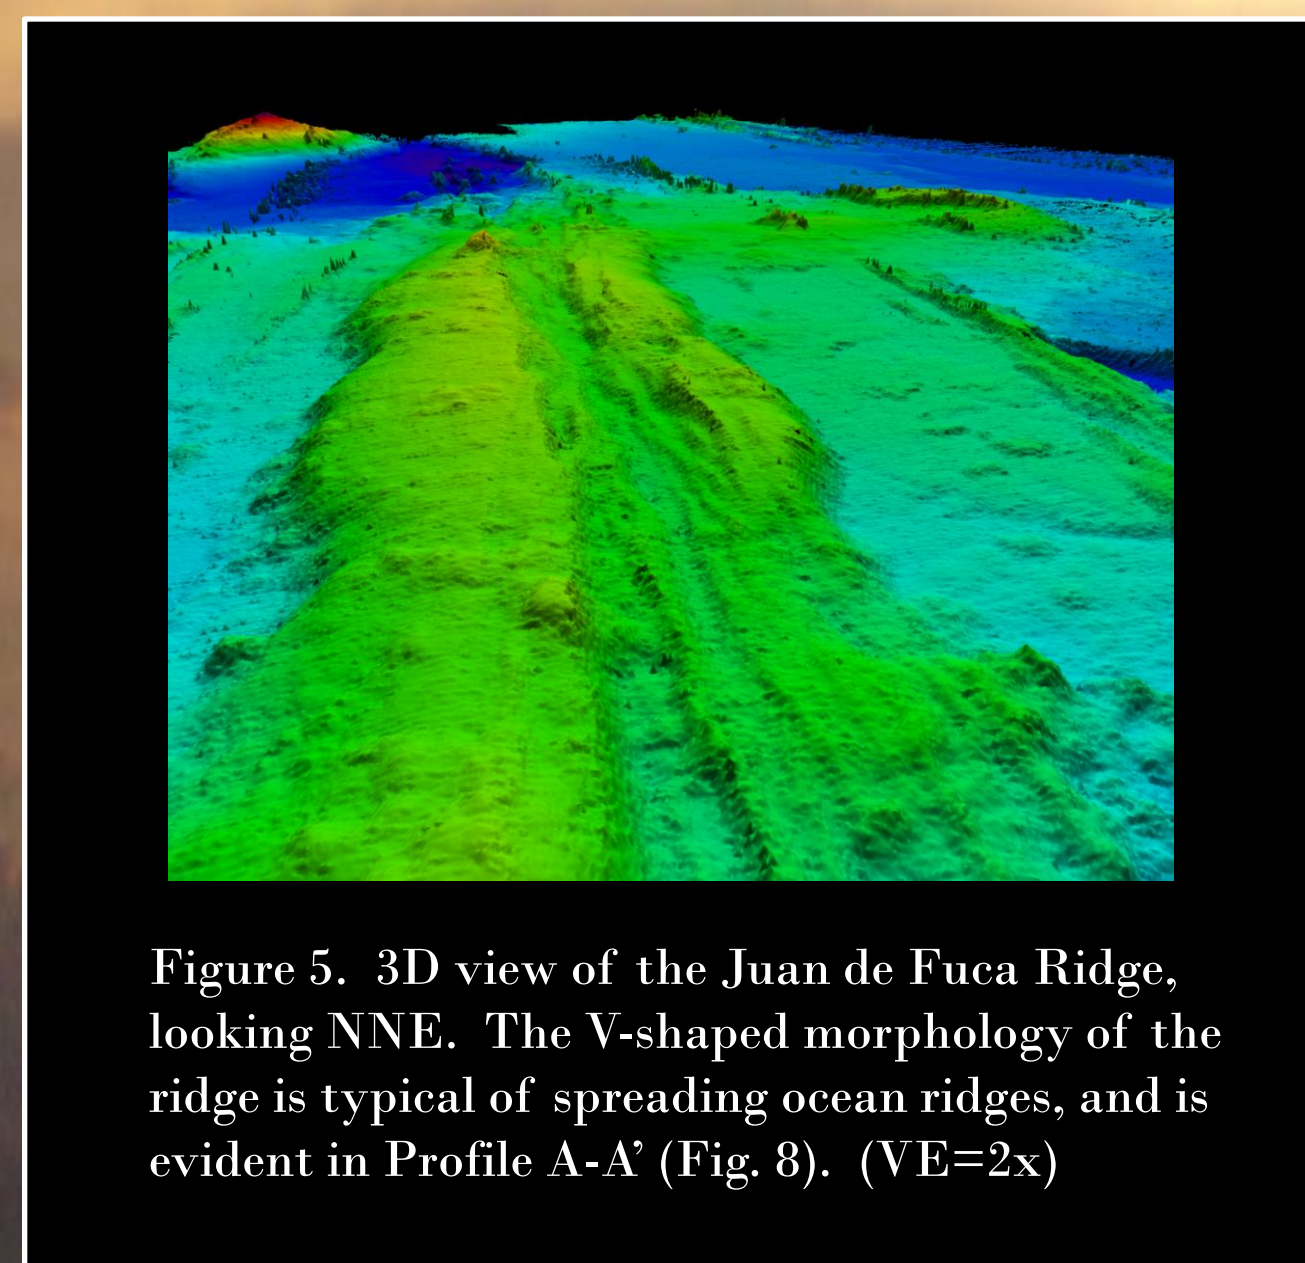 Figure 5.  3D view of the Juan de Fuca Ridge,
looking NNE.  The V-shaped morphology of the
ridge is typical of spreading ocean ridges, and is
evident in Profile A-A’ (Fig. 8).  (VE=2x)